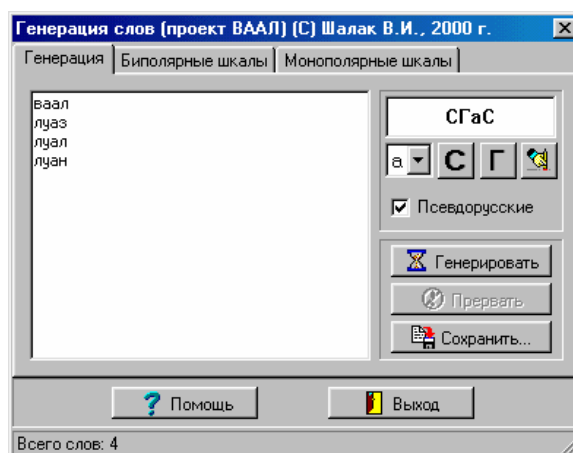 Генерация слов (проект ВААЛ) (C) Шалак В.И., 2000 г.
Генерация Биполярные шкалы Монополярные шкалы
ваал
луаз
луал
луан
СГаС
а С Г
Псевдорусские
Генерировать
Прервать
Сохранить...
Помощь Выход
Всего слов: 4